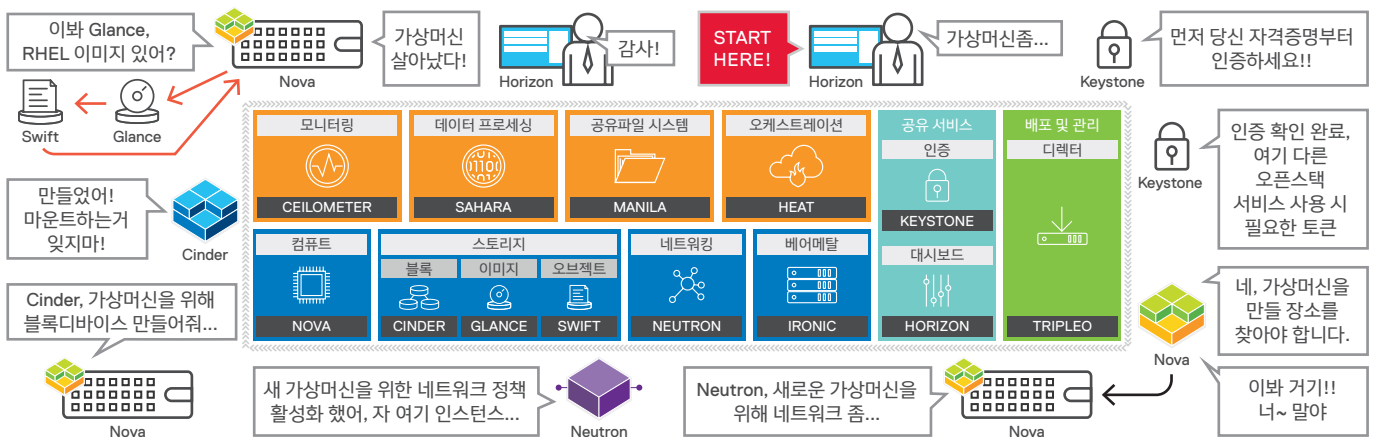 이봐 Glance,
RHEL 이미지 있어?
Nova
가상머신
살아났다!
Horizon
감사!
START
HERE!
Horizon
가상머신좀...
Keystone
먼저 당신 자격증명부터
인증하세요!!
Swift
Glance
모니터링
CEILOMETER
데이터 프로세싱
SAHARA
공유파일 시스템
MANILA
오케스트레이션
HEAT
공유 서비스
인증
KEYSTONE
대시보드
HORIZON
배포 및 관리
디렉터
TRIPLEO
컴퓨트
NOVA
스토리지
블록
이미지
오브젝트
CINDER
GLANCE
SWIFT
네트워킹
NEUTRON
베어메탈
IRONIC
Keystone
인증 확인 완료,
여기 다른
오픈스택
서비스 사용 시
필요한 토큰
만들었어!
마운트하는거
잊지마!
Cinder
Cinder, 가상머신을 위해
블록디바이스 만들어줘...
Nova
새 가상머신을 위한 네트워크 정책
활성화 했어, 자 여기 인스턴스...
Neutron
Neutron, 새로운 가상머신을
위해 네트워크 좀...
Nova
네, 가상머신을
만들 장소를
찾아야 합니다.
Nova
이봐 거기!!
너~ 말야